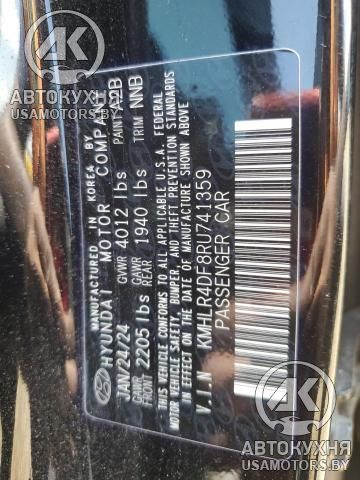 АВТОКУХНЯ
USAMOTORS.BY
MANUFACTURED IN KOREA BY
HYUNDAI MOTOR COMPANY
JAN/24/24 GVWR 4012 lbs PAINT A2B
GAWR FRONT 2205 lbs GAWR REAR 1940 lbs TRIM NNB
THIS VEHICLE CONFORMS TO ALL APPLICABLE U.S.A. FEDERAL
MOTOR VEHICLE SAFETY, BUMPER, AND THEFT PREVENTION STANDARDS
IN EFFECT ON THE DATE OF MANUFACTURE SHOWN ABOVE
V.I.N KMHLR4DF8RU741359
PASSENGER CAR
АВТОКУХНЯ
USAMOTORS.BY